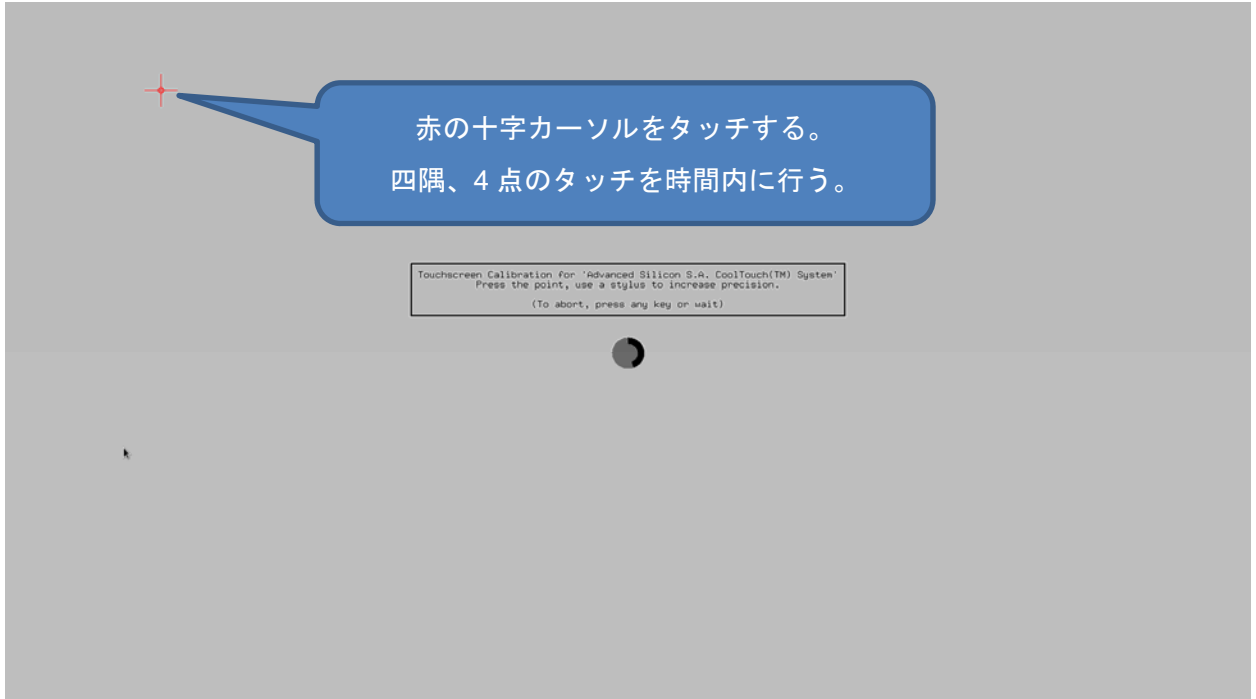 赤の十字カーソルをタッチする。
四隅、4 点のタッチを時間内に行う。
Touchscreen Calibration for 'Advanced Silicon S.A. CoolTouch(TM) System'
Press the point, use a stylus to increase precision.
(To abort, press any key or wait)